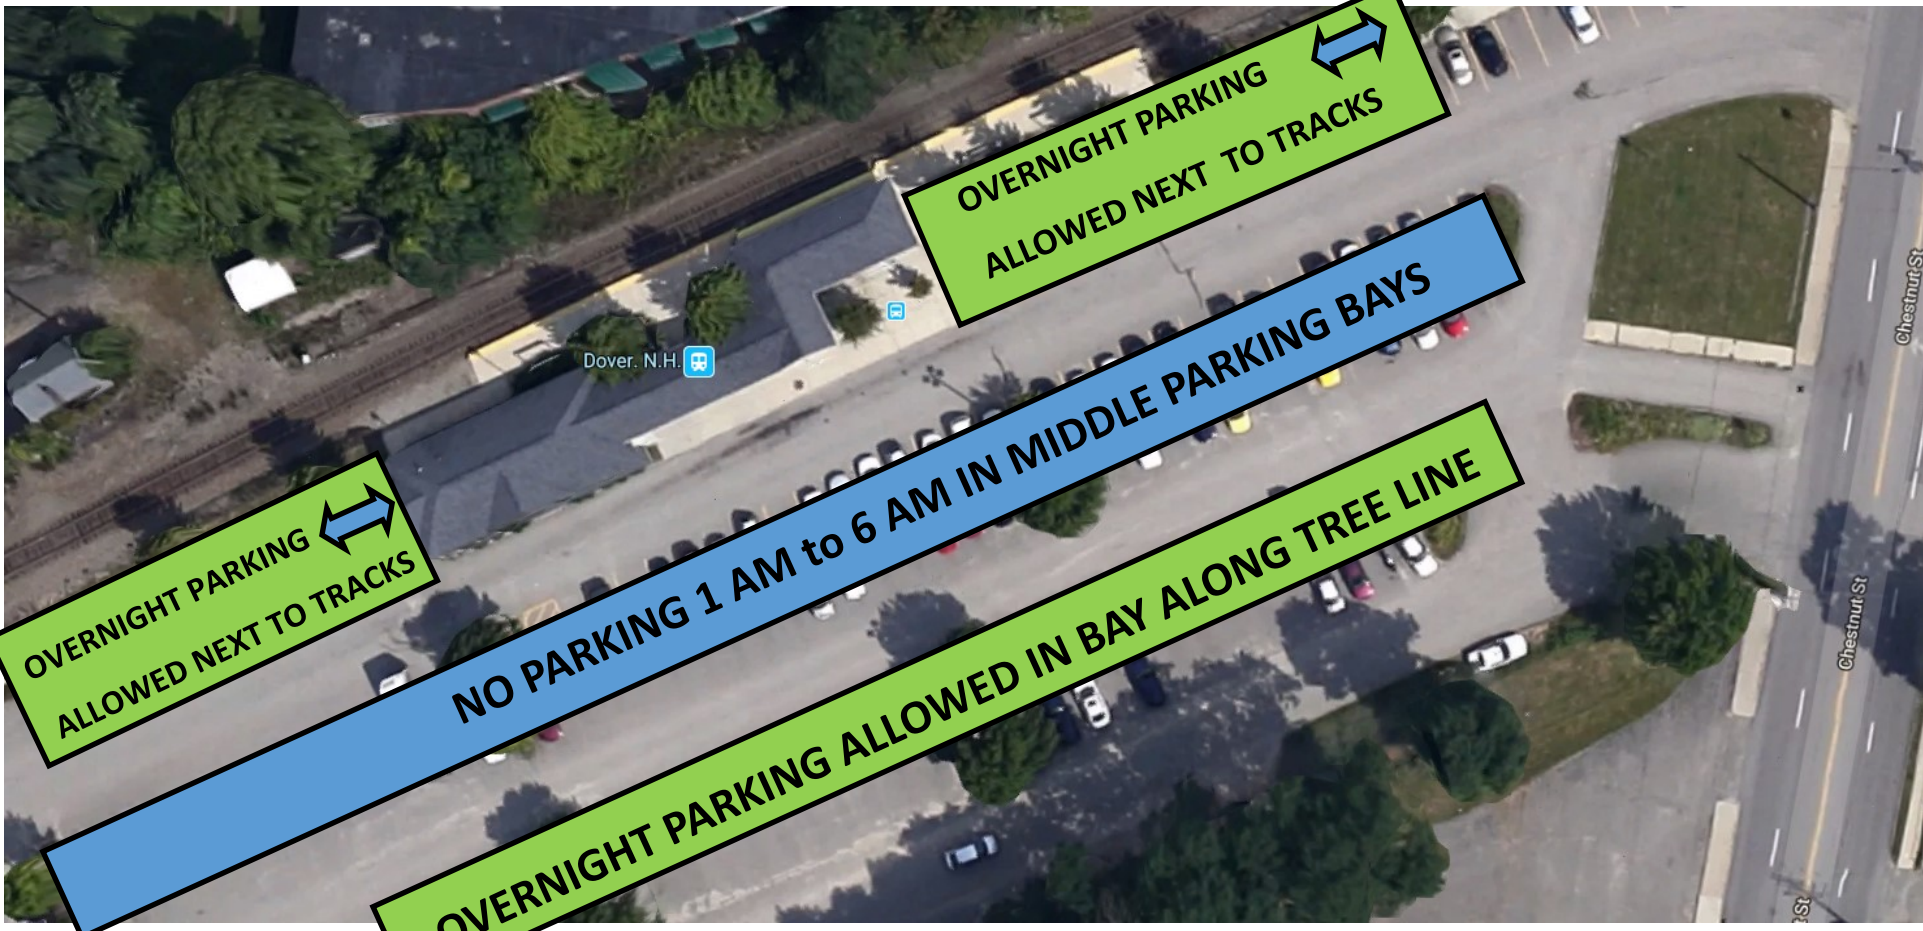 OVERNIGHT PARKING
ALLOWED NEXT TO TRACKS
Chestnut St
NO PARKING 1 AM to 6 AM IN MIDDLE PARKING BAYS
Dover. N.H.
OVERNIGHT PARKING ALLOWED IN BAY ALONG TREE LINE
OVERNIGHT PARKING
ALLOWED NEXT TO TRACKS
Chestnut St
St